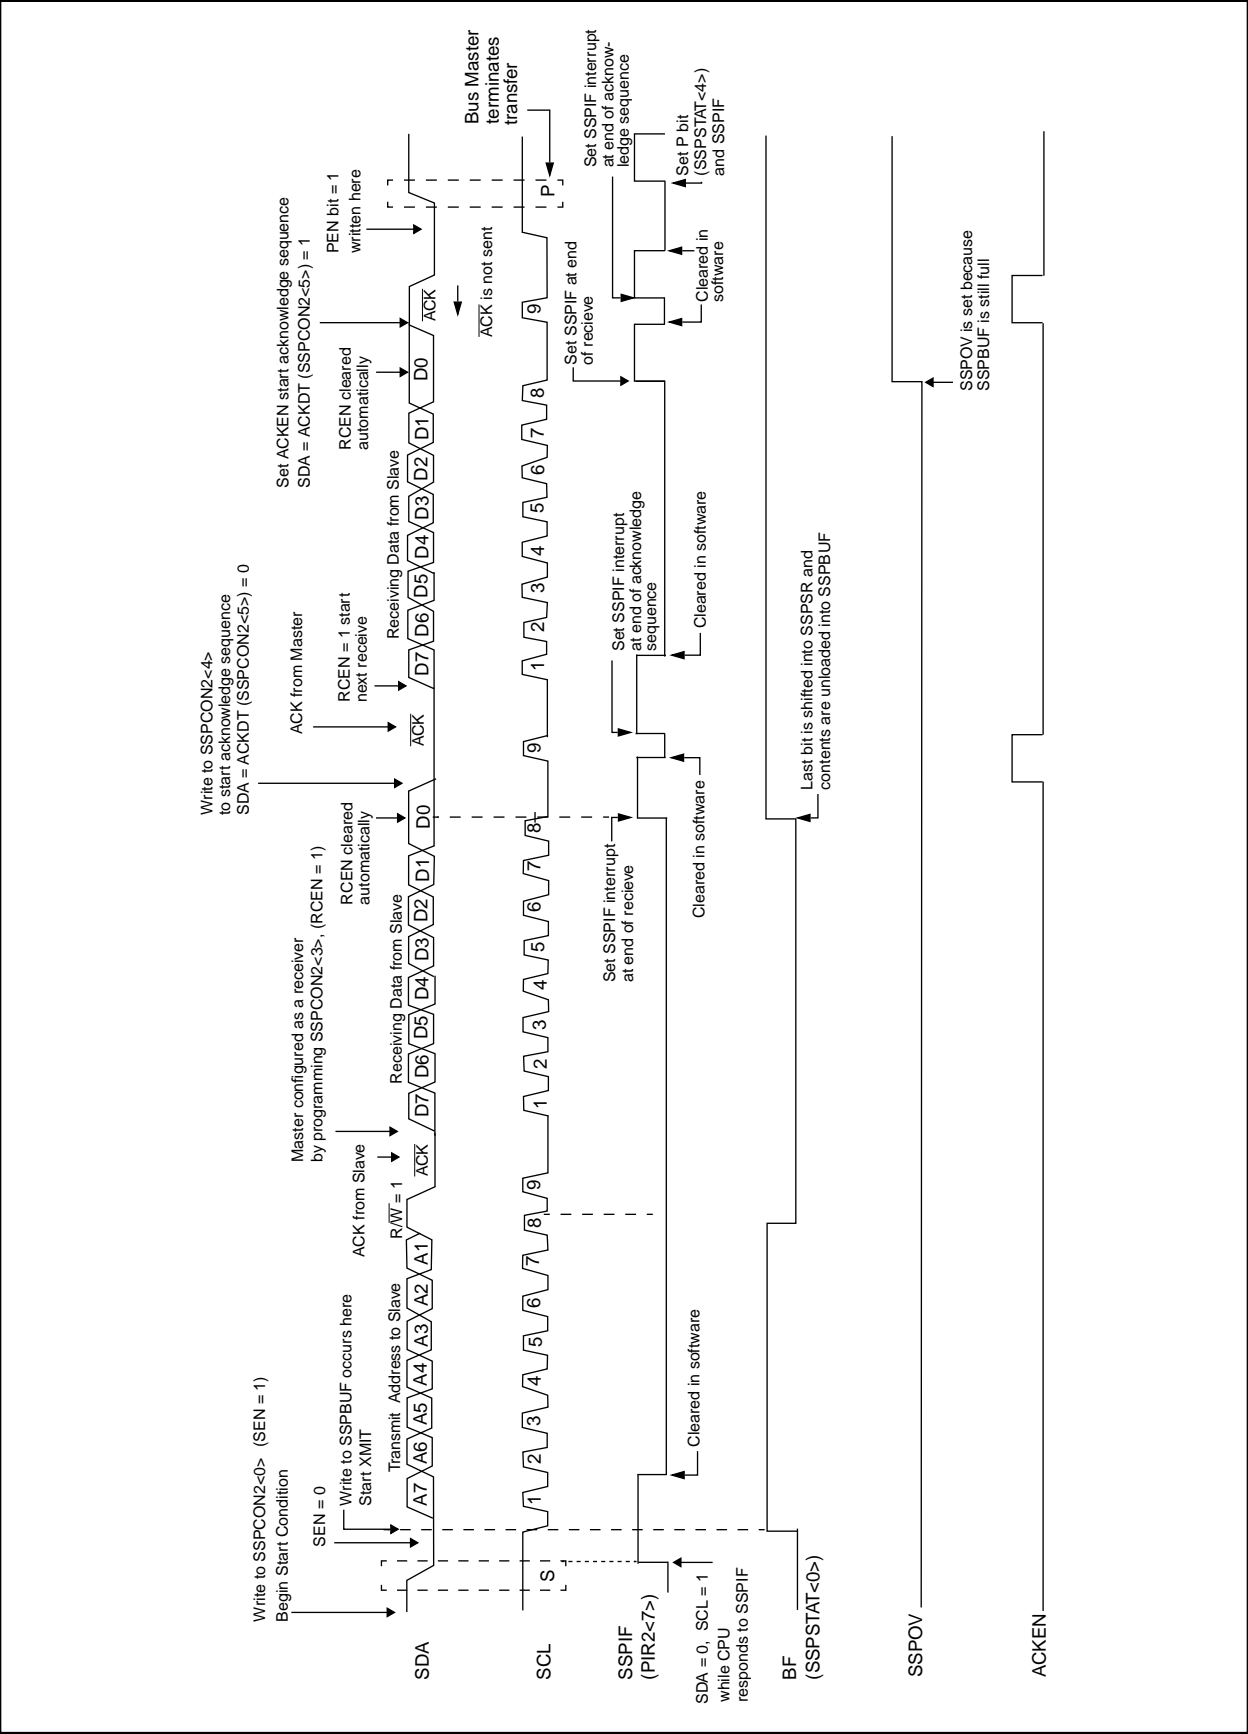 Write to SSPCON2<0> (SEN = 1)
Begin Start Condition
SEN = 0
Write to SSPBUF occurs here
Start XMIT
Transmit Address to Slave
ACK from Slave
R/W = 1
Master configured as a receiver
by programming SSPCON2<3>, (RCEN = 1)
Receiving Data from Slave
RCEN cleared
automatically
Write to SSPCON2<4>
to start acknowledge sequence
SDA = ACKDT (SSPCON2<5>) = 0
ACK from Master
RCEN = 1 start
next receive
Receiving Data from Slave
RCEN cleared
automatically
Set ACKEN start acknowledge sequence
SDA = ACKDT (SSPCON2<5>) = 1
PEN bit = 1
written here
SDA
A7 A6 A5 A4 A3 A2 A1 ACK D7 D6 D5 D4 D3 D2 D1 D0 ACK D7 D6 D5 D4 D3 D2 D1 D0 ACK
ACK is not sent
Bus Master
terminates
transfer
SCL
S 1 2 3 4 5 6 7 8 9 1 2 3 4 5 6 7 8 9 1 2 3 4 5 6 7 8 9 P
Set SSPIF interrupt
at end of recieve
Set SSPIF interrupt
at end of acknowledge
sequence
Set SSPIF at end
of recieve
Set SSPIF interrupt
at end of acknow-
ledge sequence
SSPIF
(PIR2<7>)
SDA = 0, SCL = 1
while CPU
responds to SSPIF
Cleared in software
Cleared in software
Cleared in software
Cleared in
software
Set P bit
(SSPSTAT<4>)
and SSPIF
BF
(SSPSTAT<0>)
Last bit is shifted into SSPSR and
contents are unloaded into SSPBUF
SSPOV
SSPOV is set because
SSPBUF is still full
ACKEN